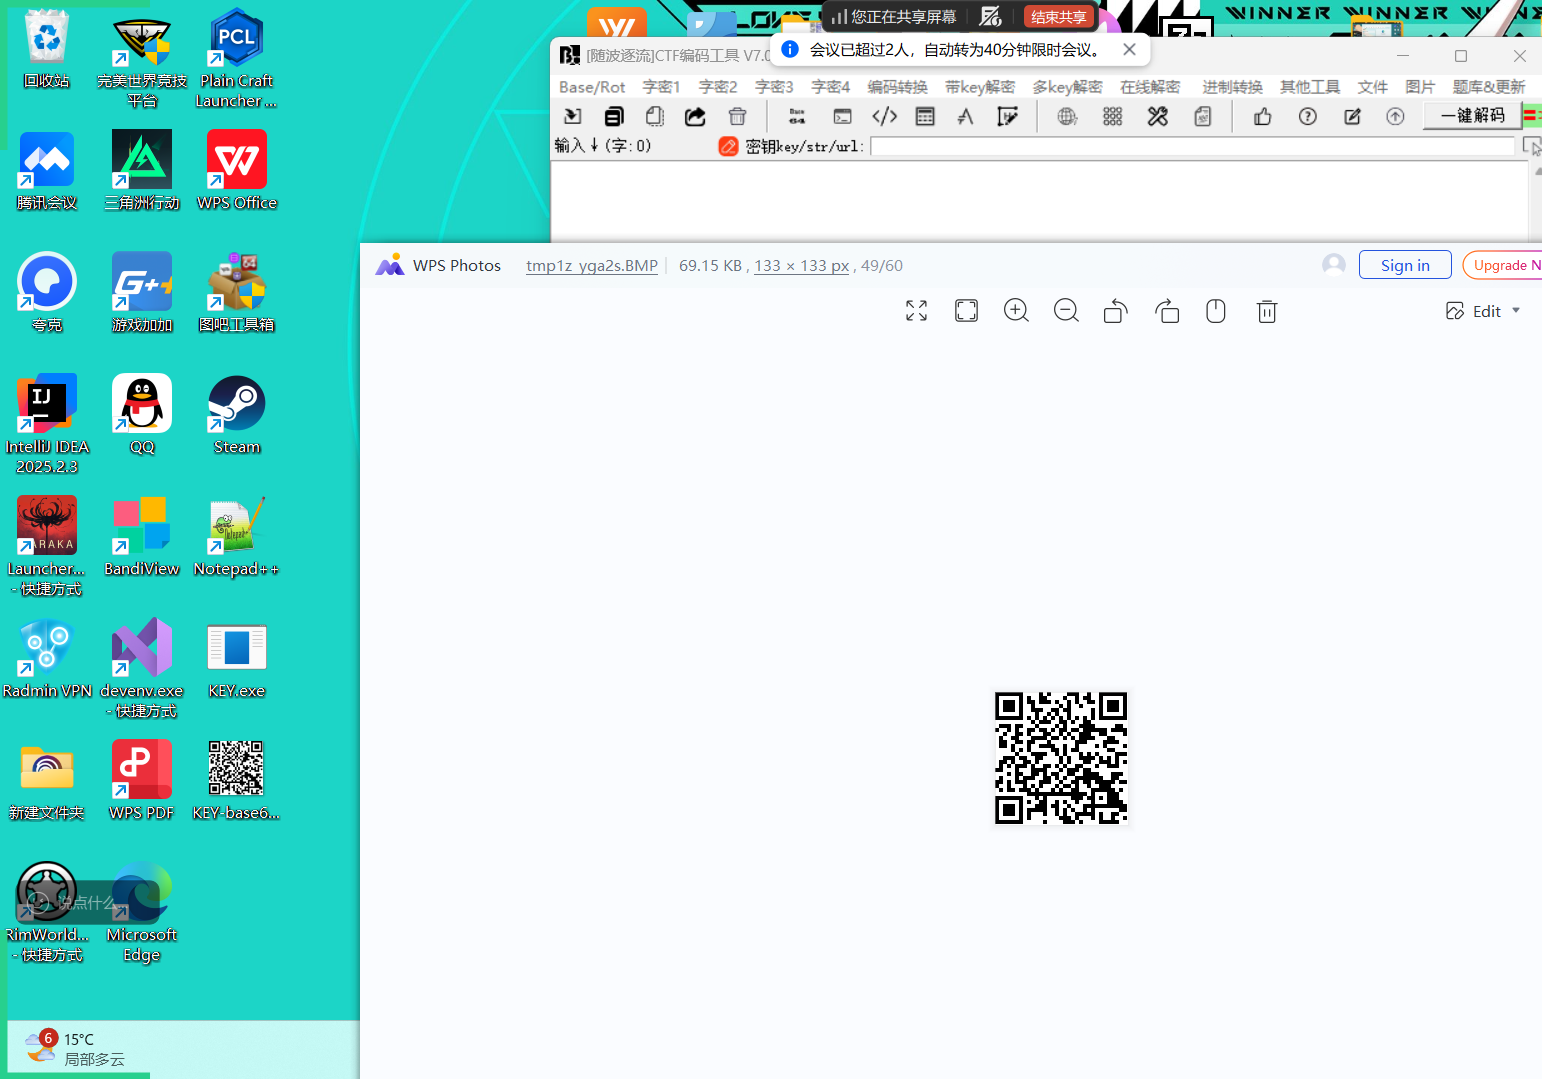 回收站
完美世界竞技
平台
Plain Craft
Launcher ...
腾讯会议
三角洲行动
WPS Office
夸克
游戏加加
图吧工具箱
IntelliJ IDEA
2025.2.3
QQ
Steam
Launcher...
- 快捷方式
BandiView
Notepad++
Radmin VPN
devenv.exe
- 快捷方式
KEY.exe
新建文件夹
WPS PDF
KEY-base6...
RimWorld...
- 快捷方式
Microsoft
Edge
说点什么...
6
15°C
局部多云
您正在共享屏幕
结束共享
会议已超过2人，自动转为40分钟限时会议。
WINNER WINNER
[随波逐流]CTF编码工具 V7.0
Base/Rot 字密1 字密2 字密3 字密4 编码转换 带key解密 多key解密 在线解密 进制转换 其他工具 文件 图片 题库&更新
一键解码
输入↓(字:0)
密钥key/str/url:
WPS Photos
tmp1z_yga2s.BMP
69.15 KB , 133 × 133 px , 49/60
Sign in
Upgrade N
Edit